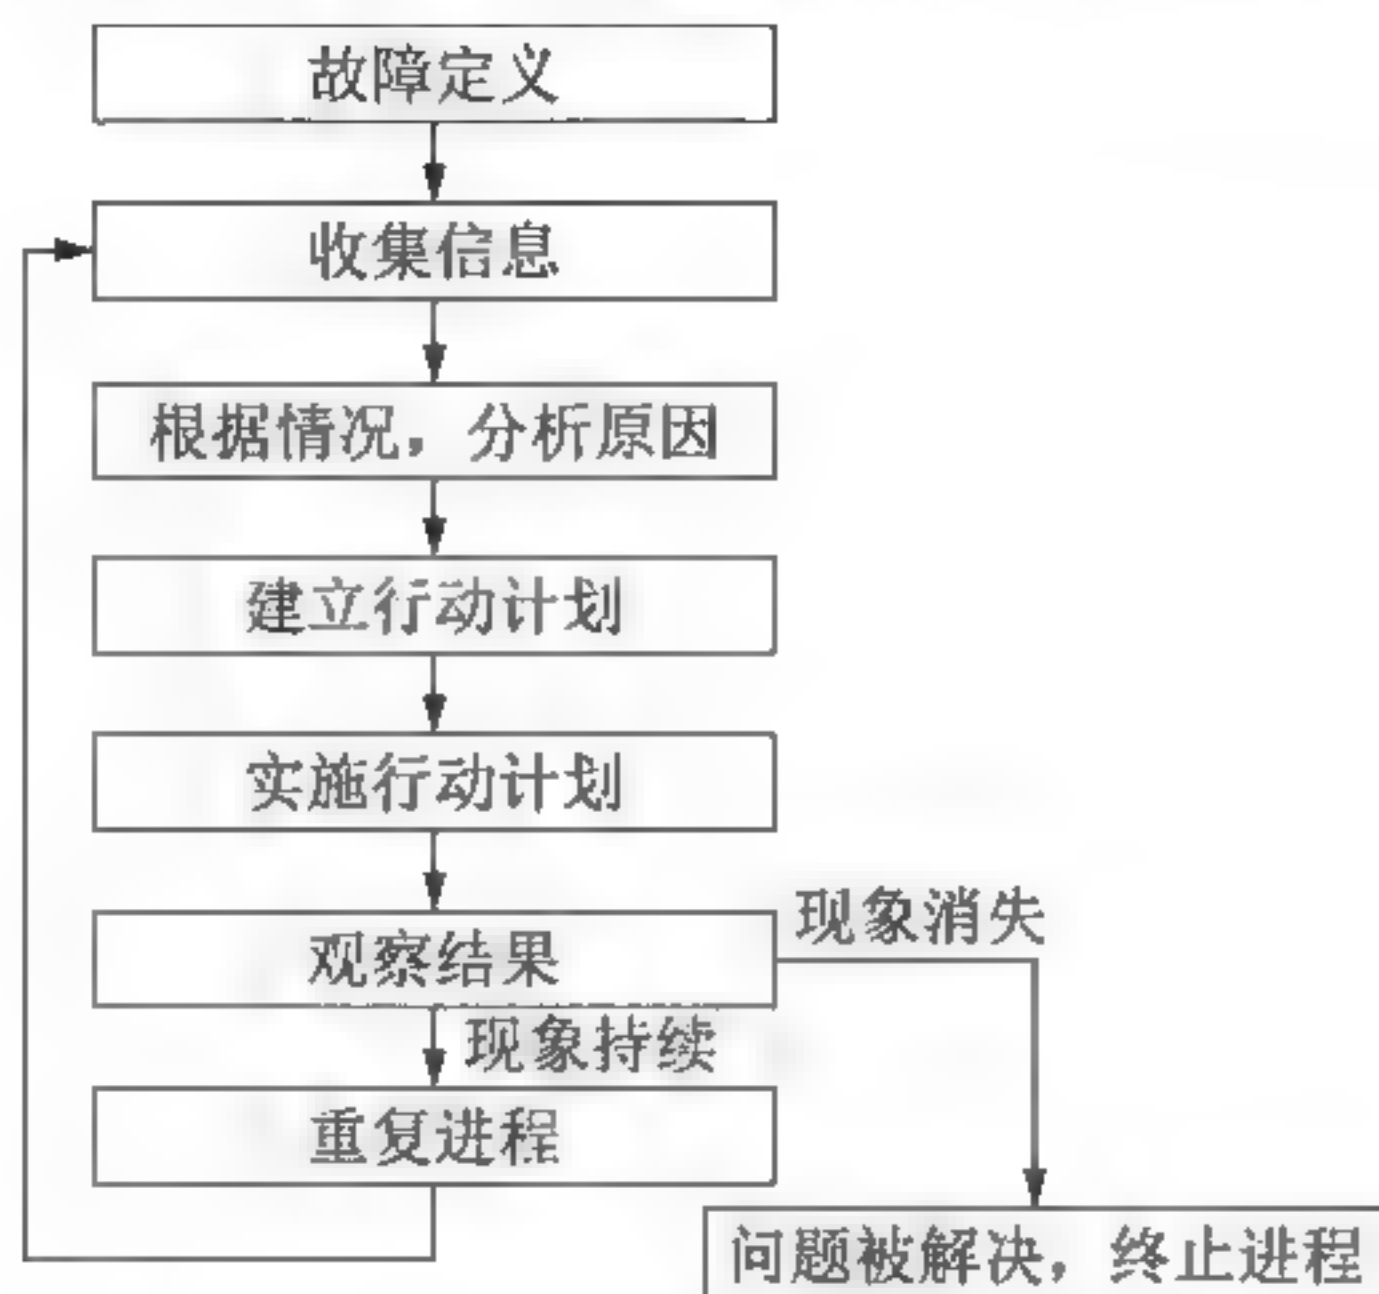 故障定义
收集信息
根据情况，分析原因
建立行动计划
实施行动计划
观察结果
现象消失
现象持续
重复进程
问题被解决，终止进程